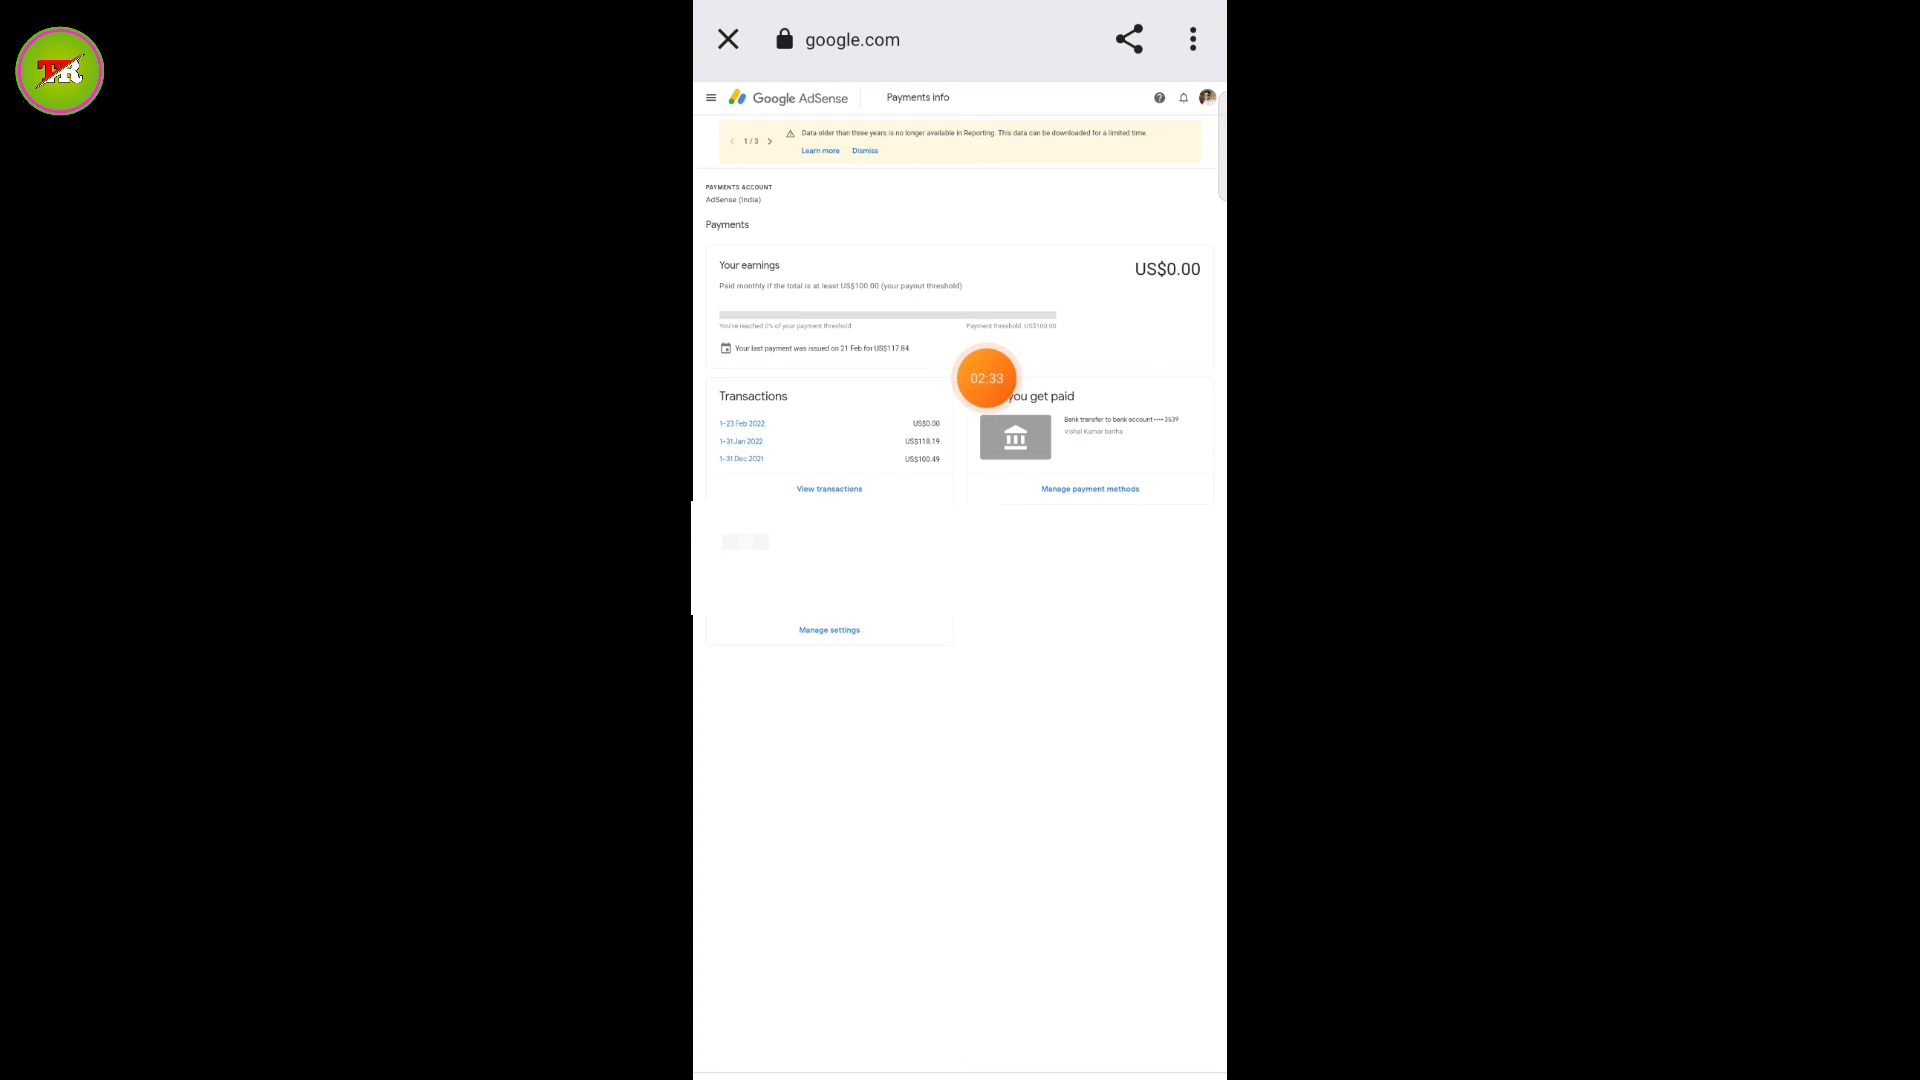 TR
google.com
Google AdSense
Payments info
1 / 3
Data older than three years is no longer available in Reporting. This data can be downloaded for a limited time.
Learn more Dismiss
PAYMENTS ACCOUNT
AdSense (India)
Payments
Your earnings
US$0.00
Paid monthly if the total is at least US$100.00 (your payout threshold)
You've reached 0% of your payment threshold
Payment threshold: US$100.00
Your last payment was issued on 21 Feb for US$117.84.
02:33
Transactions
1–23 Feb 2022 US$0.00
1–31 Jan 2022 US$118.19
1–31 Dec 2021 US$100.49
View transactions
you get paid
Bank transfer to bank account •••• 3539
Vishal Kumar baitha
Manage payment methods
Manage settings